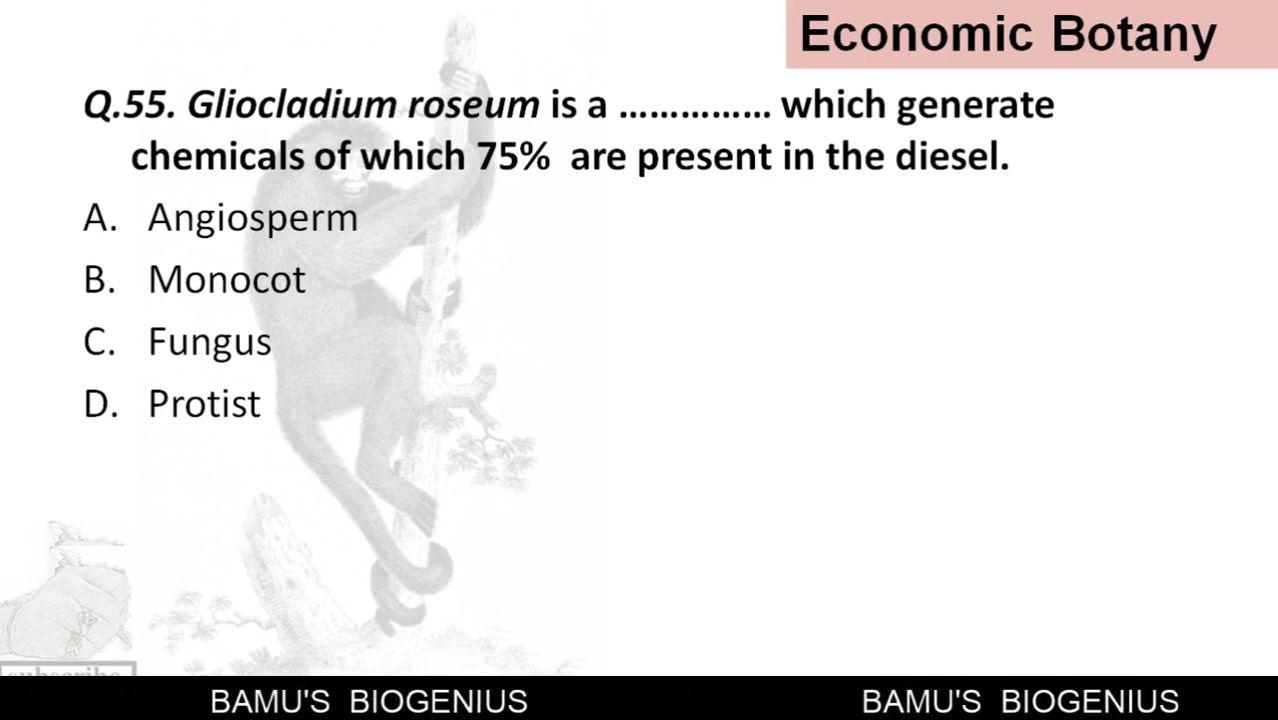 Economic Botany
Q.55. Gliocladium roseum is a ............... which generate
chemicals of which 75% are present in the diesel.
A. Angiosperm
B. Monocot
C. Fungus
D. Protist
subscribe
BAMU'S BIOGENIUS BAMU'S BIOGENIUS